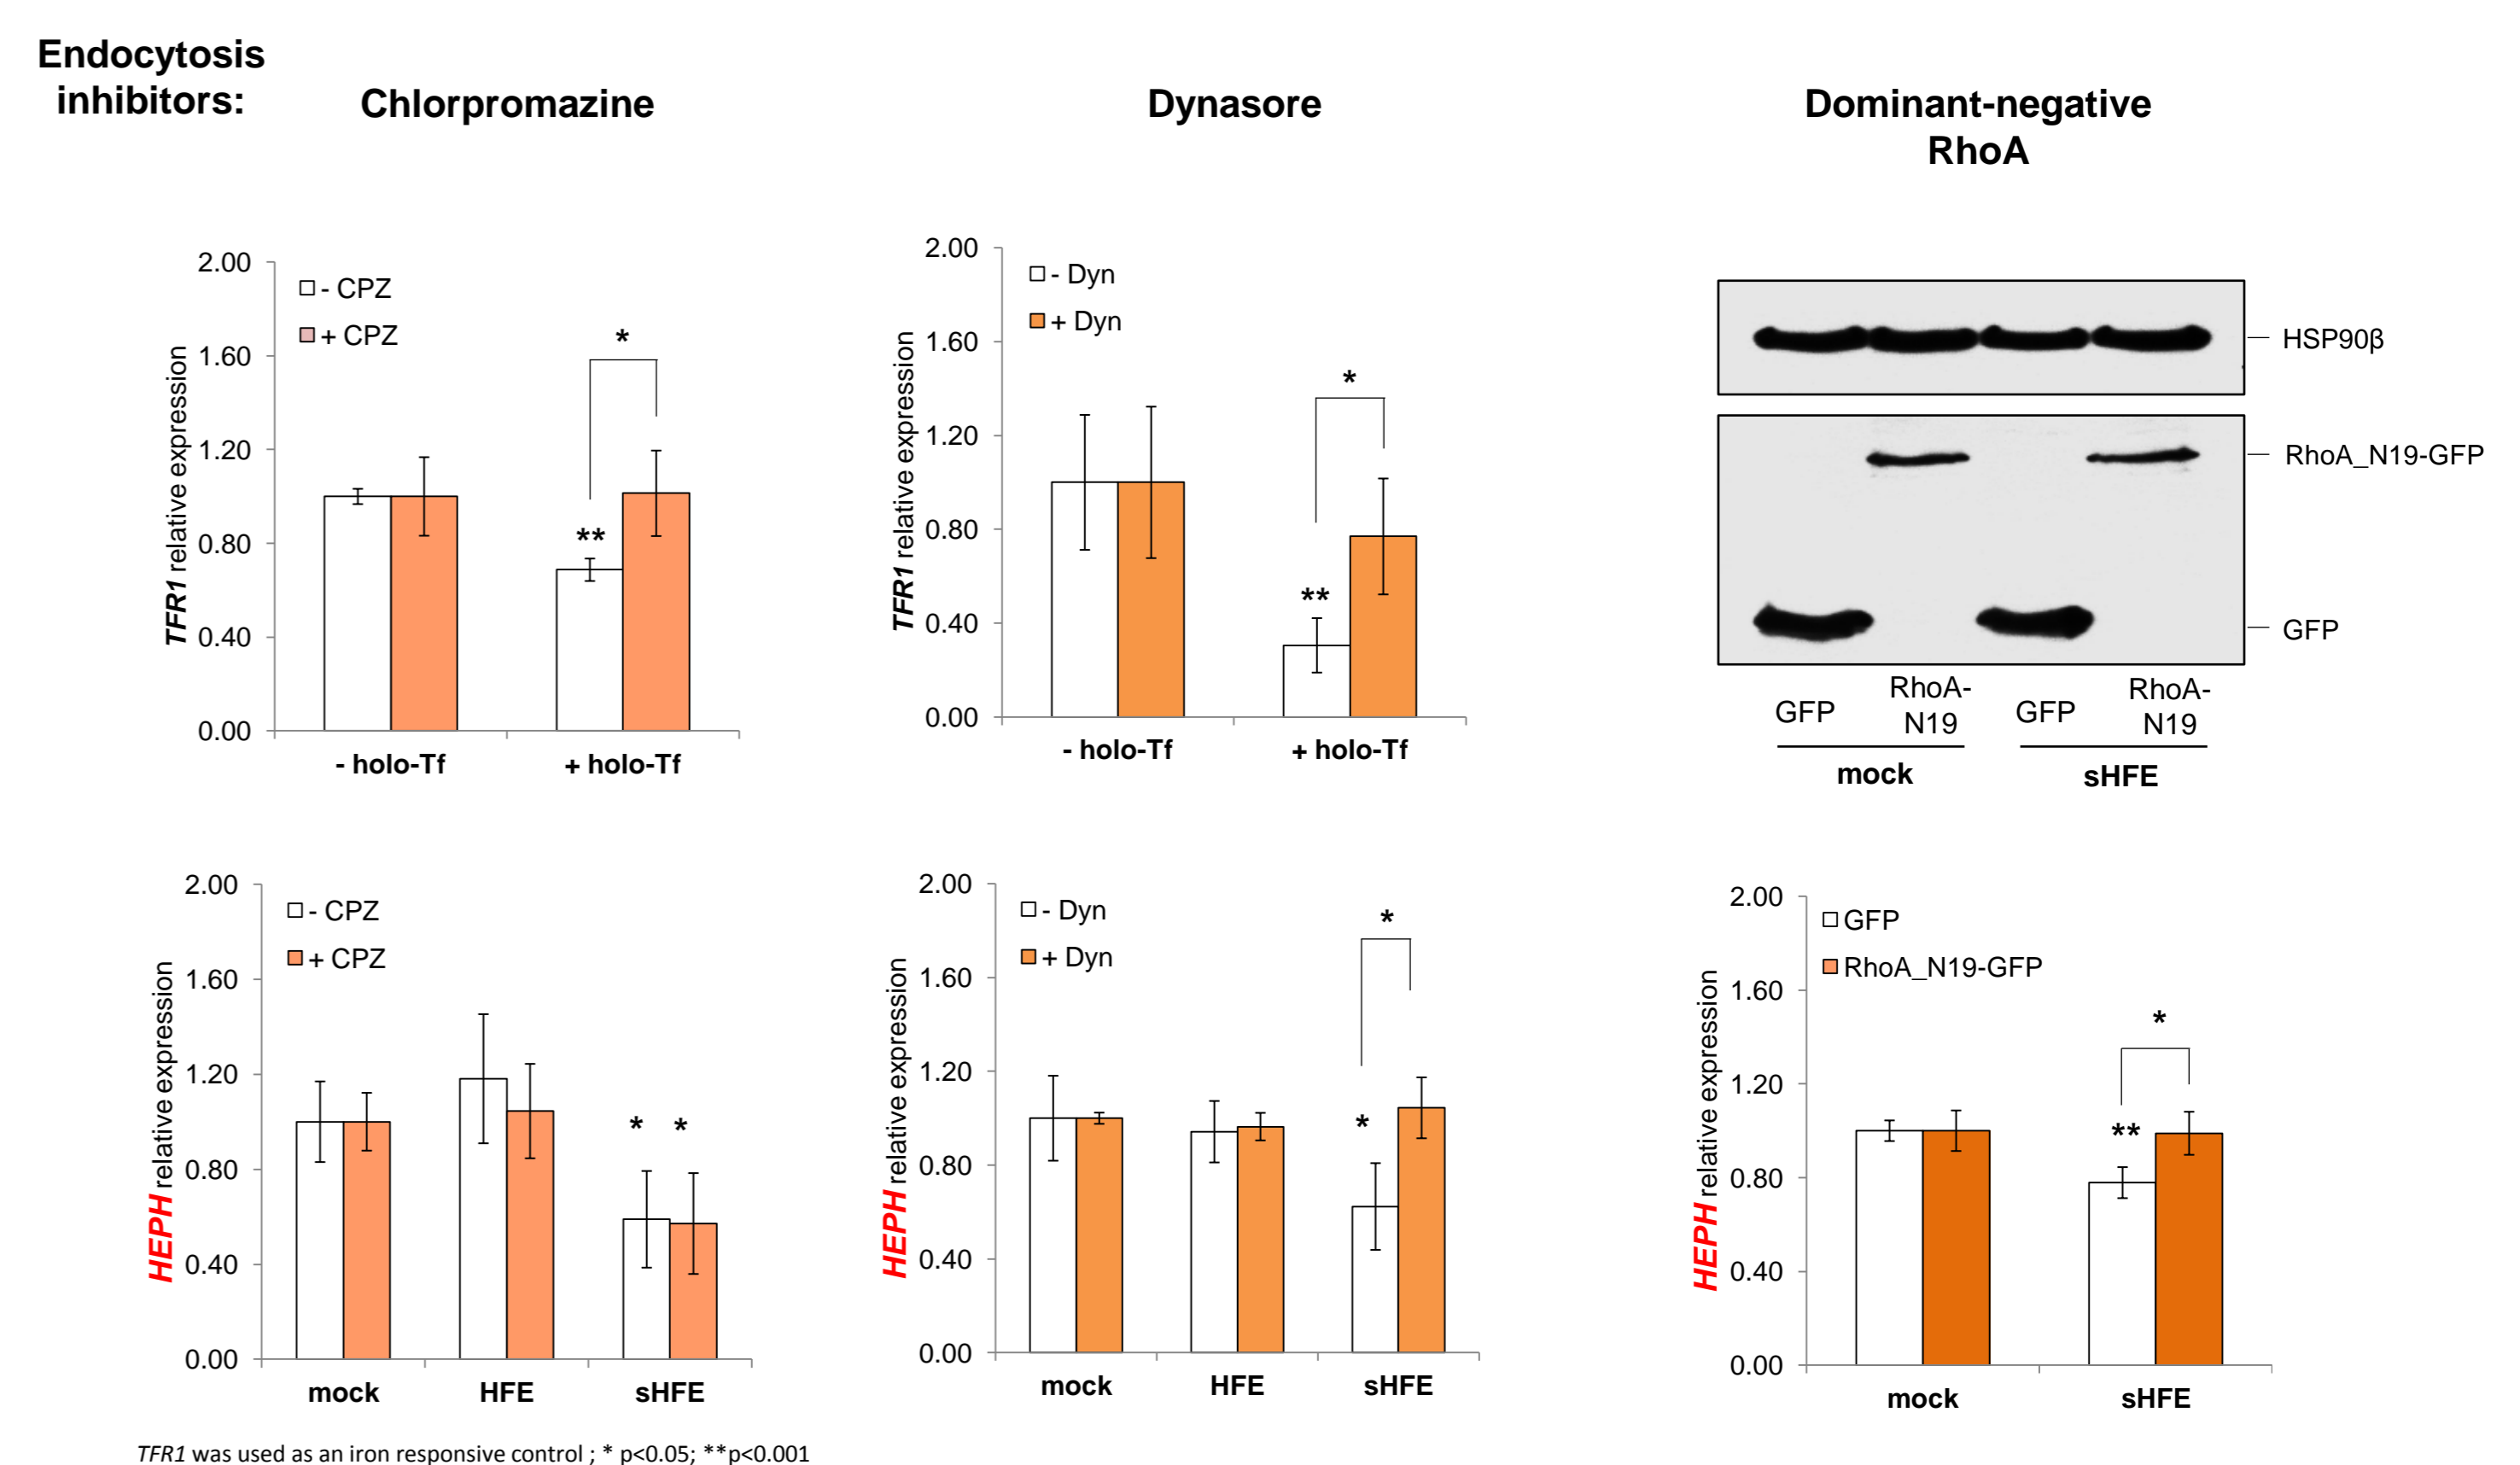 Endocytosis
inhibitors:
Chlorpromazine
Dynasore
Dominant-negative
RhoA
TFR1 relative expression
2.00
1.60
1.20
0.80
0.40
0.00
- CPZ
+ CPZ
*
**
- holo-Tf
+ holo-Tf
TFR1 relative expression
2.00
1.60
1.20
0.80
0.40
0.00
- Dyn
+ Dyn
*
**
- holo-Tf
+ holo-Tf
HSP90β
RhoA_N19-GFP
GFP
GFP
RhoA-
N19
GFP
RhoA-
N19
mock
sHFE
HEPH relative expression
2.00
1.60
1.20
0.80
0.40
0.00
- CPZ
+ CPZ
* *
mock
HFE
sHFE
HEPH relative expression
2.00
1.60
1.20
0.80
0.40
0.00
- Dyn
+ Dyn
*
*
mock
HFE
sHFE
HEPH relative expression
2.00
1.60
1.20
0.80
0.40
0.00
GFP
RhoA_N19-GFP
*
**
mock
sHFE
TFR1 was used as an iron responsive control ; * p<0.05; **p<0.001